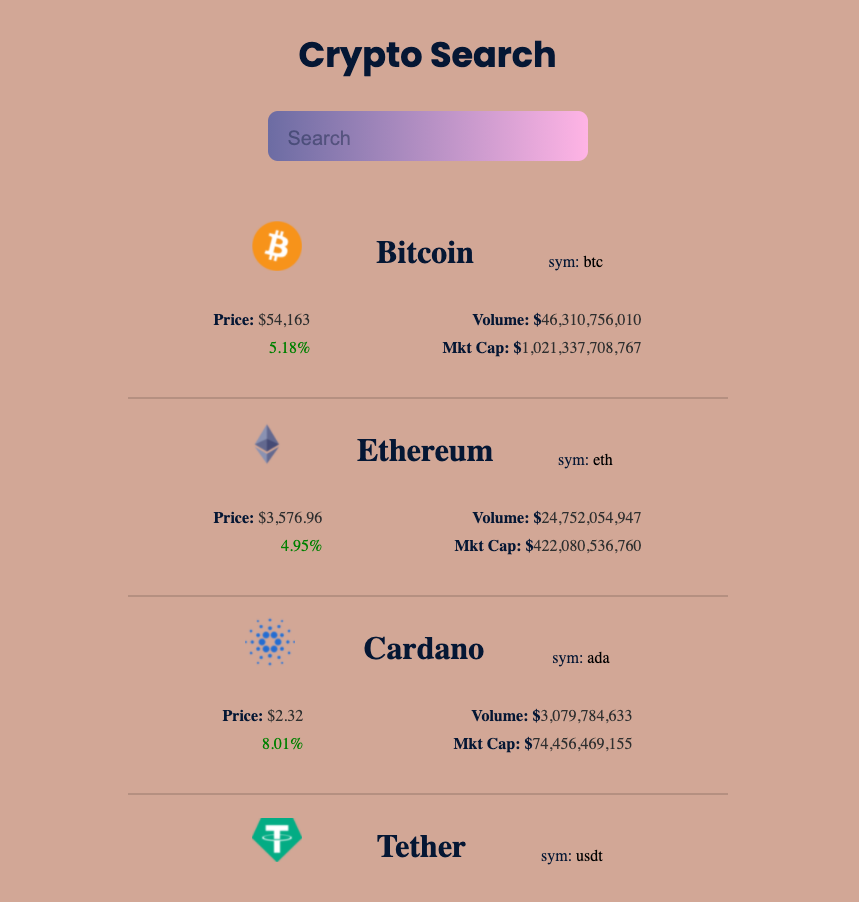 Crypto Search
Search
Bitcoin sym: btc
Price: $54,163 Volume: $46,310,756,010
5.18% Mkt Cap: $1,021,337,708,767
Ethereum sym: eth
Price: $3,576.96 Volume: $24,752,054,947
4.95% Mkt Cap: $422,080,536,760
Cardano sym: ada
Price: $2.32 Volume: $3,079,784,633
8.01% Mkt Cap: $74,456,469,155
Tether sym: usdt